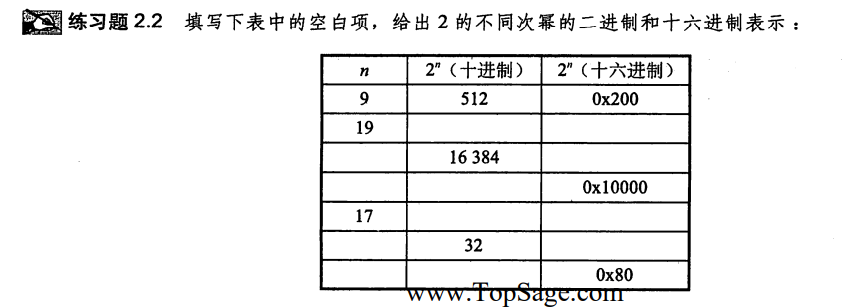 练习题 2.2 填写下表中的空白项，给出 2 的不同次幂的二进制和十六进制表示：
n 2ⁿ（十进制） 2ⁿ（十六进制）
9 512 0x200
19
16 384
0x10000
17
32
0x80
www.TopSage.com